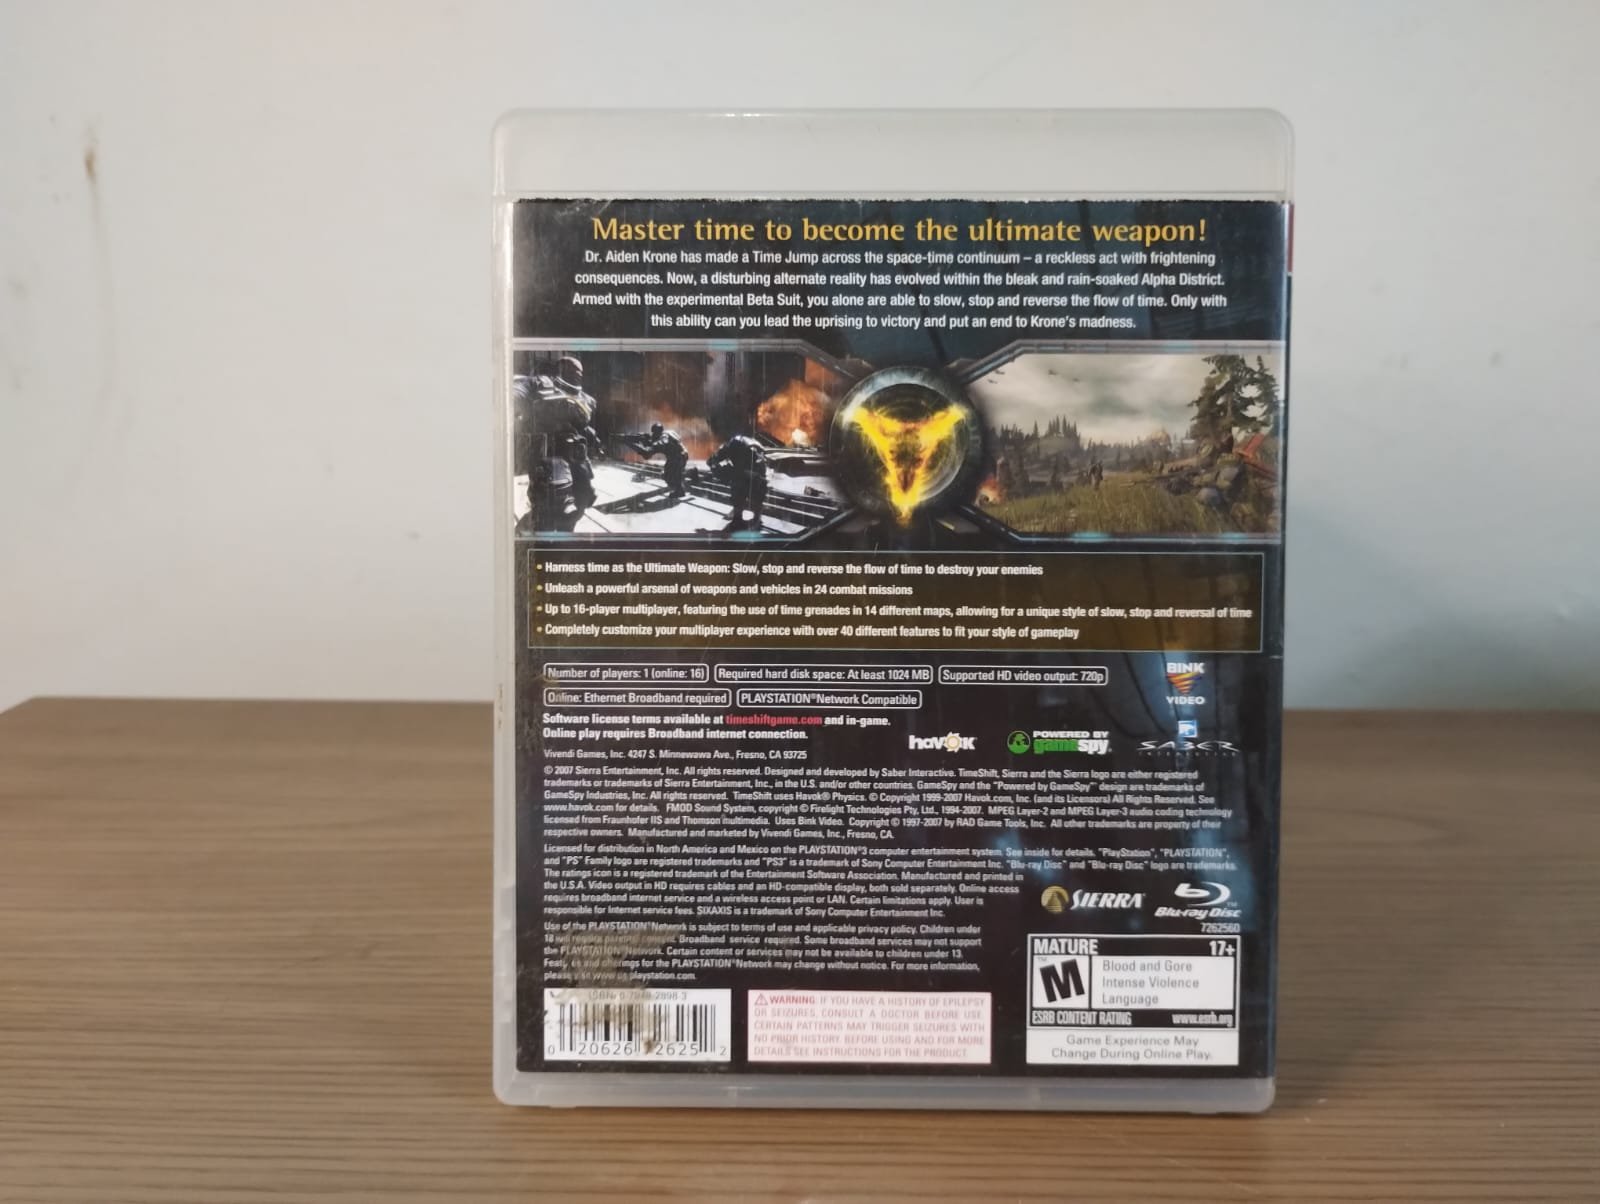 Master time to become the ultimate weapon!
Dr. Aiden Krone has made a Time Jump across the space-time continuum – a reckless act with frightening
consequences. Now, a disturbing alternate reality has evolved within the bleak and rain-soaked Alpha District.
Armed with the experimental Beta Suit, you alone are able to slow, stop and reverse the flow of time. Only with
this ability can you lead the uprising to victory and put an end to Krone's madness.
• Harness time as the Ultimate Weapon: Slow, stop and reverse the flow of time to destroy your enemies
• Unleash a powerful arsenal of weapons and vehicles in 24 combat missions
• Up to 16-player multiplayer, featuring the use of time grenades in 14 different maps, allowing for a unique style of slow, stop and reversal of time
• Completely customize your multiplayer experience with over 40 different features to fit your style of gameplay
Number of players: 1 (online: 16) Required hard disk space: At least 1024 MB Supported HD video output: 720p
Online: Ethernet Broadband required PLAYSTATION®Network Compatible
BINK
VIDEO
Software license terms available at timeshiftgame.com and in-game.
Online play requires Broadband internet connection.
havok
POWERED BY
gamespy.
SABER
INTERACTIVE
Vivendi Games, Inc. 4247 S. Minnewawa Ave., Fresno, CA 93725
© 2007 Sierra Entertainment, Inc. All rights reserved. Designed and developed by Saber Interactive. TimeShift, Sierra and the Sierra logo are either registered
trademarks or trademarks of Sierra Entertainment, Inc., in the U.S. and/or other countries. GameSpy and the "Powered by GameSpy" design are trademarks of
GameSpy Industries, Inc. All rights reserved. TimeShift uses Havok® Physics. © Copyright 1999-2007 Havok.com, Inc. (and its Licensors) All Rights Reserved. See
www.havok.com for details. FMOD Sound System, copyright © Firelight Technologies Pty, Ltd., 1994-2007. MPEG Layer-2 and MPEG Layer-3 audio coding technology
licensed from Fraunhofer IIS and Thomson multimedia. Uses Bink Video. Copyright © 1997-2007 by RAD Game Tools, Inc. All other trademarks are property of their
respective owners. Manufactured and marketed by Vivendi Games, Inc., Fresno, CA.
Licensed for distribution in North America and Mexico on the PLAYSTATION®3 computer entertainment system. See inside for details. "PlayStation", "PLAYSTATION",
and "PS" Family logo are registered trademarks and "PS3" is a trademark of Sony Computer Entertainment Inc. "Blu-ray Disc" and "Blu-ray Disc" logo are trademarks.
The ratings icon is a registered trademark of the Entertainment Software Association. Manufactured and printed in
the U.S.A. Video output in HD requires cables and an HD-compatible display, both sold separately. Online access
requires broadband internet service and a wireless access point or LAN. Certain limitations apply. User is
responsible for Internet service fees. SIXAXIS is a trademark of Sony Computer Entertainment Inc.
Use of the PLAYSTATION®Network is subject to terms of use and applicable privacy policy. Children under
18 will require parental consent. Broadband service required. Some broadband services may not support
the PLAYSTATION®Network. Certain content or services may not be available to children under 13.
and offerings for the PLAYSTATION®Network may change without notice. For more information,
please visit www.us.playstation.com.
SIERRA
Blu-ray Disc™
7262560
MATURE 17+
M
Blood and Gore
Intense Violence
Language
ESRB CONTENT RATING www.esrb.org
Game Experience May
Change During Online Play.
ISBN: 2898-3
0 20626 2625 2
WARNING: IF YOU HAVE A HISTORY OF EPILEPSY
OR SEIZURES, CONSULT A DOCTOR BEFORE USE.
CERTAIN PATTERNS MAY TRIGGER SEIZURES WITH
NO PRIOR HISTORY. BEFORE USING AND FOR MORE
DETAILS SEE INSTRUCTIONS FOR THE PRODUCT.